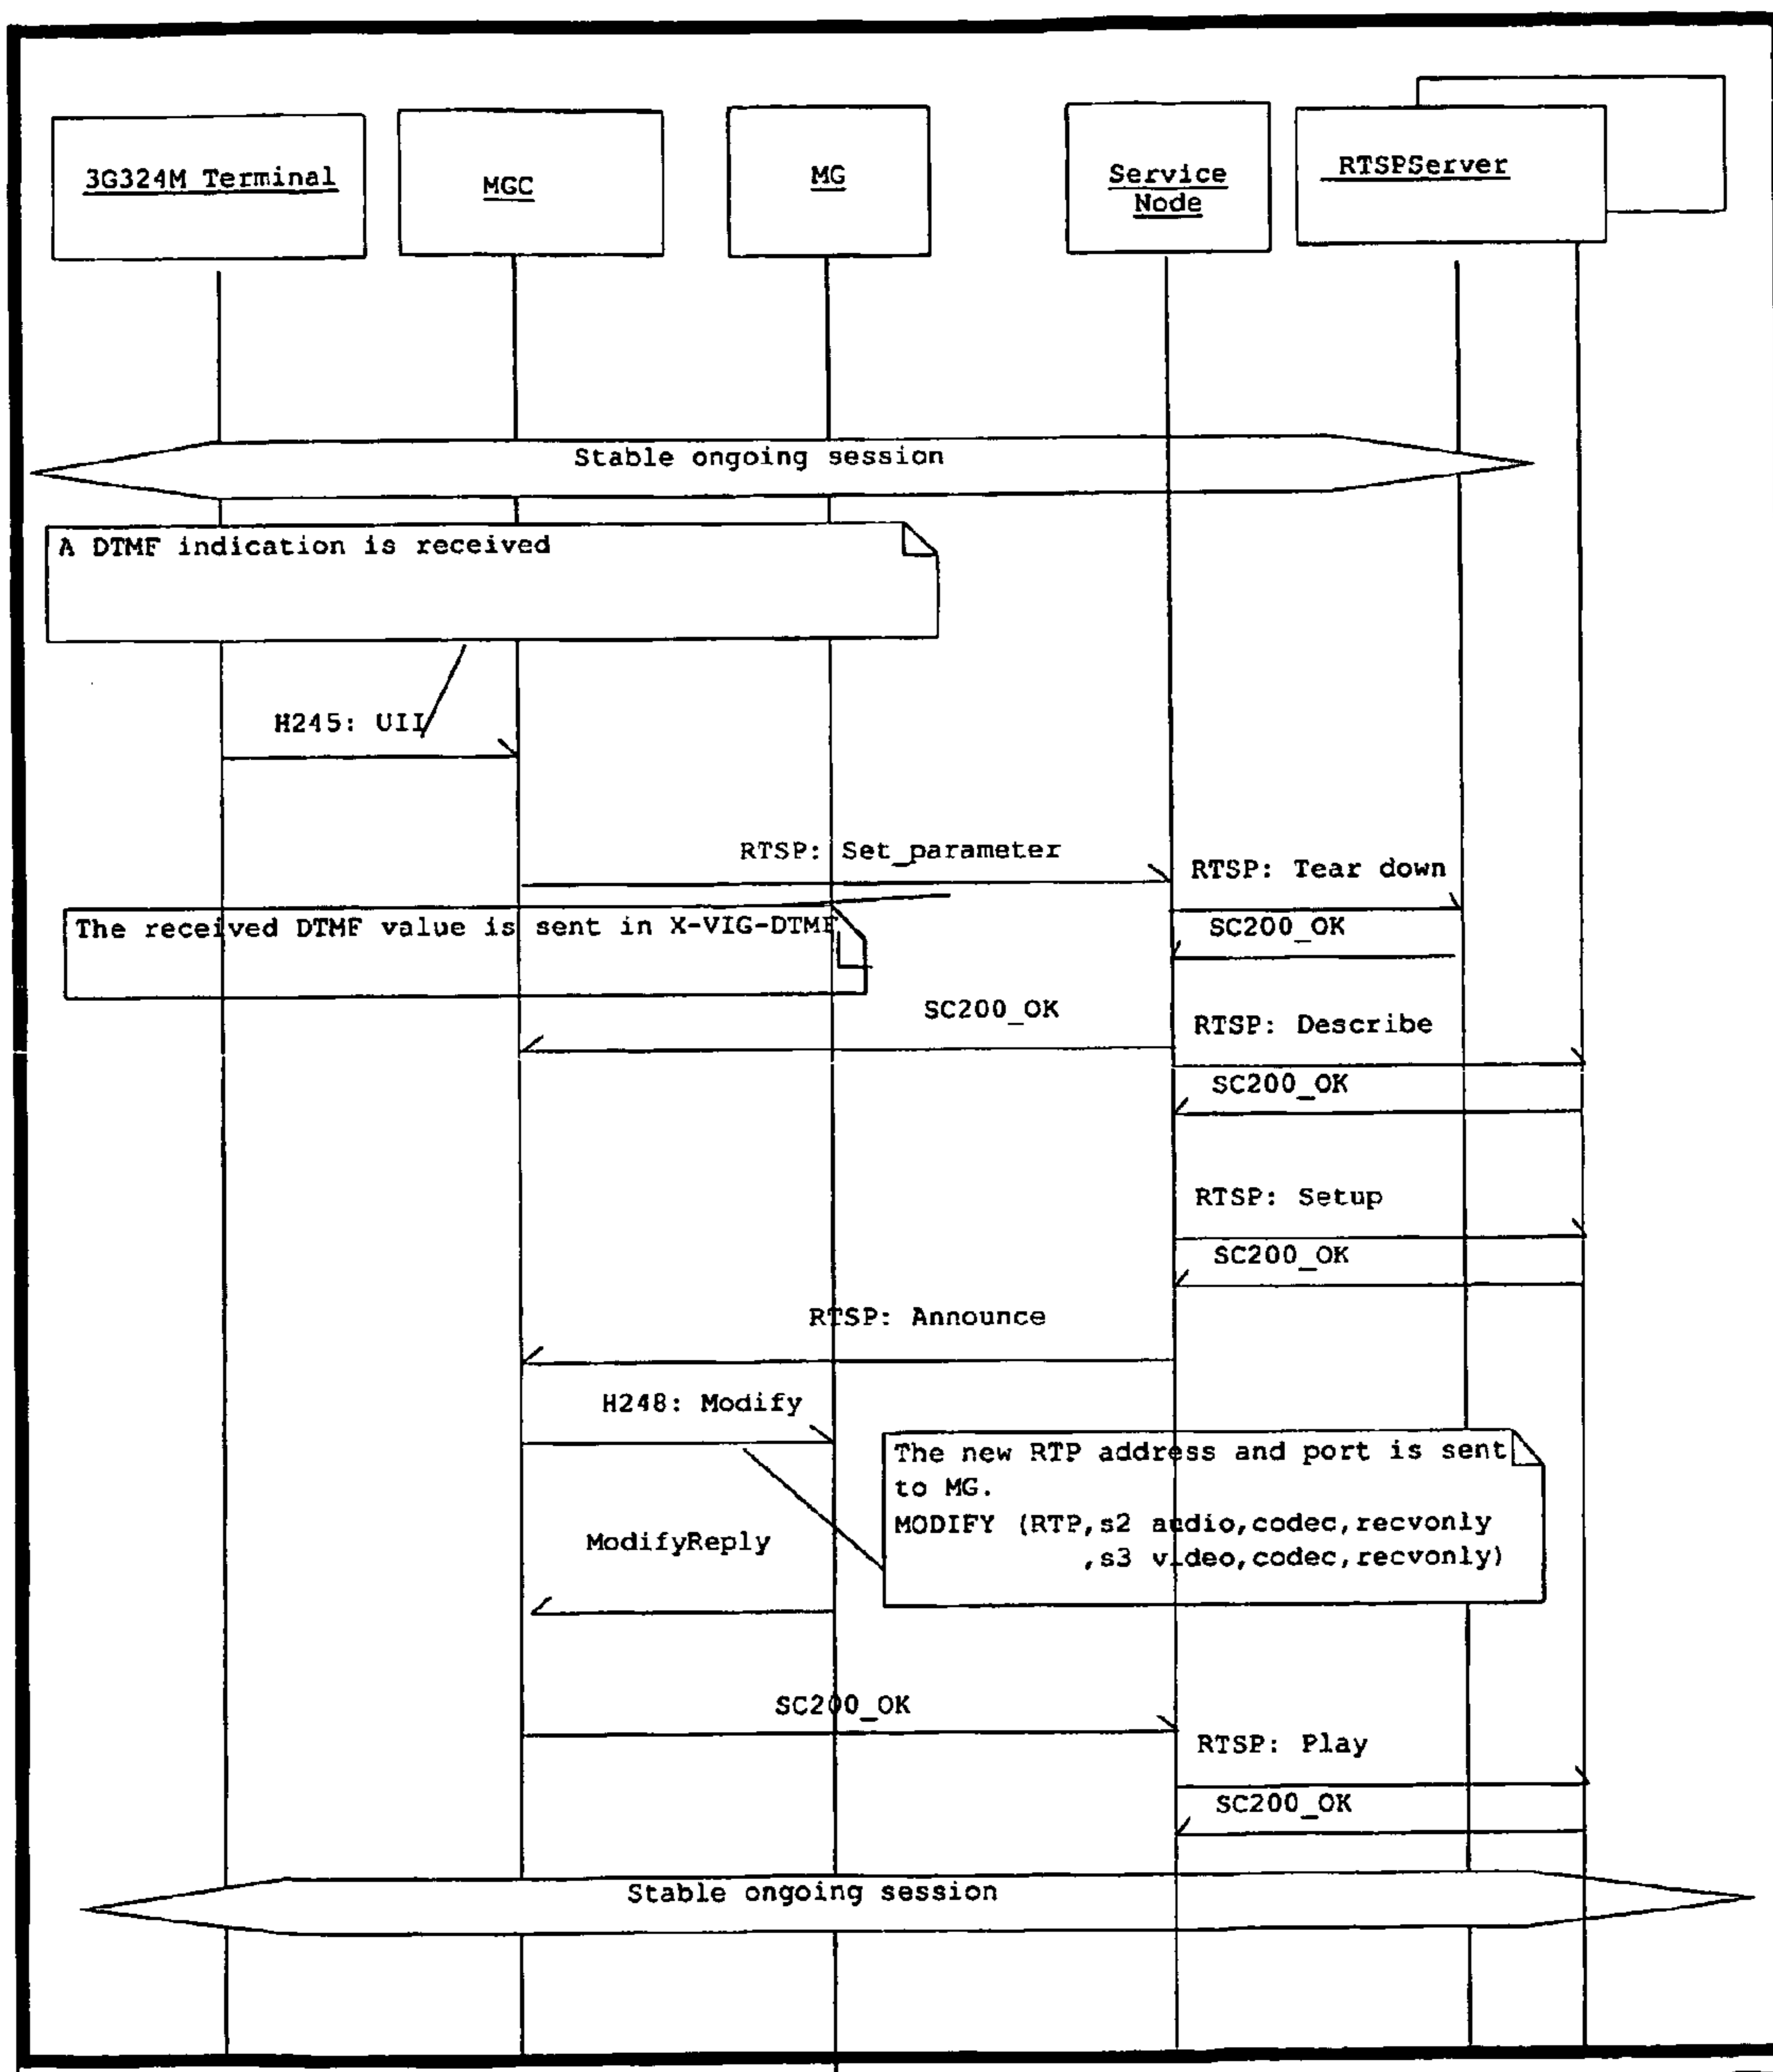 3G324M Terminal
MGC
MG
Service
Node
RTSPServer
Stable ongoing session
A DTMF indication is received
H245: UII
RTSP: Set_parameter
RTSP: Tear down
The received DTMF value is sent in X-VIG-DTMF
SC200_OK
SC200_OK
RTSP: Describe
SC200_OK
RTSP: Setup
SC200_OK
RTSP: Announce
H248: Modify
The new RTP address and port is sent
to MG.
MODIFY (RTP,s2 audio,codec,recvonly
,s3 video,codec,recvonly)
ModifyReply
SC200_OK
RTSP: Play
SC200_OK
Stable ongoing session